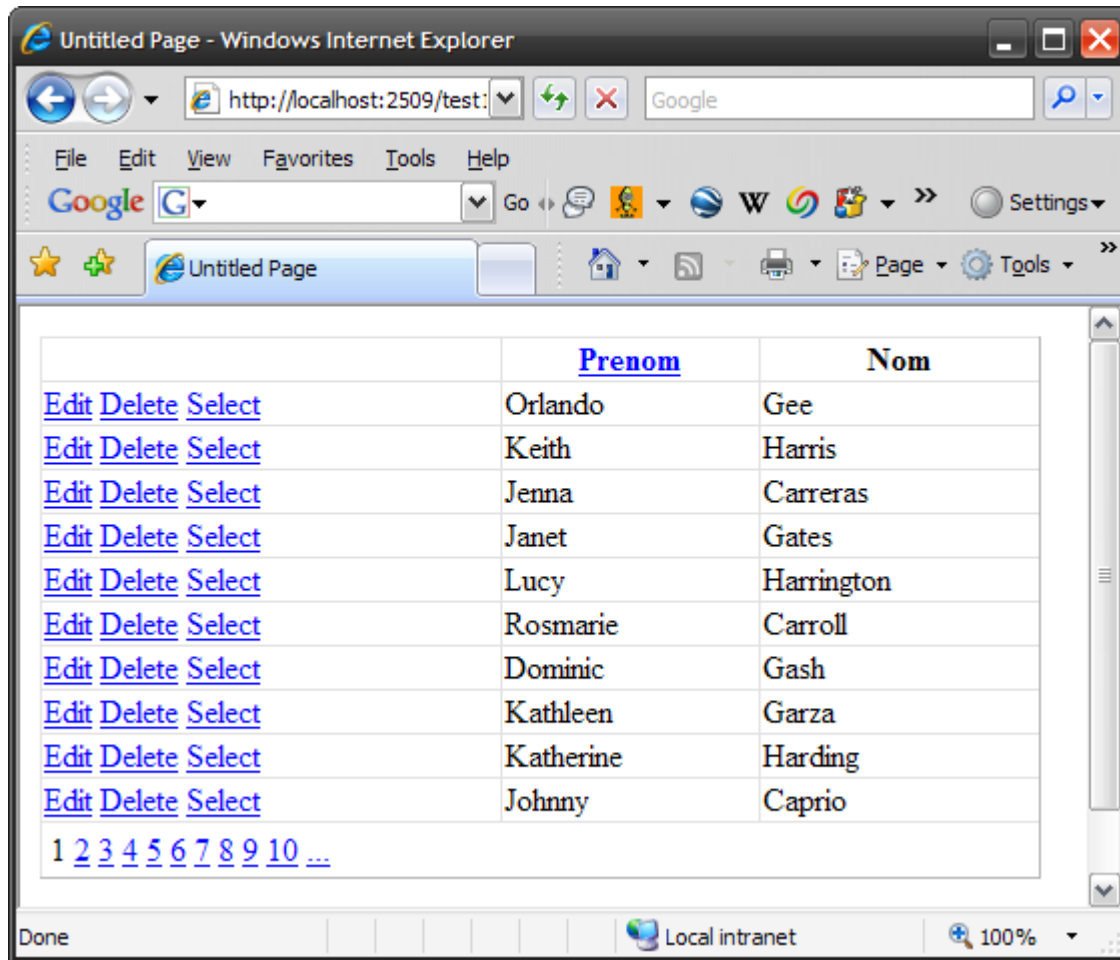 Untitled Page - Windows Internet Explorer
http://localhost:2509/test1 Google
File Edit View Favorites Tools Help
Google G Go W » Settings
Untitled Page Page Tools »
Prenom Nom
Edit Delete Select Orlando Gee
Edit Delete Select Keith Harris
Edit Delete Select Jenna Carreras
Edit Delete Select Janet Gates
Edit Delete Select Lucy Harrington
Edit Delete Select Rosmarie Carroll
Edit Delete Select Dominic Gash
Edit Delete Select Kathleen Garza
Edit Delete Select Katherine Harding
Edit Delete Select Johnny Caprio
1 2 3 4 5 6 7 8 9 10 ...
Done Local intranet 100%